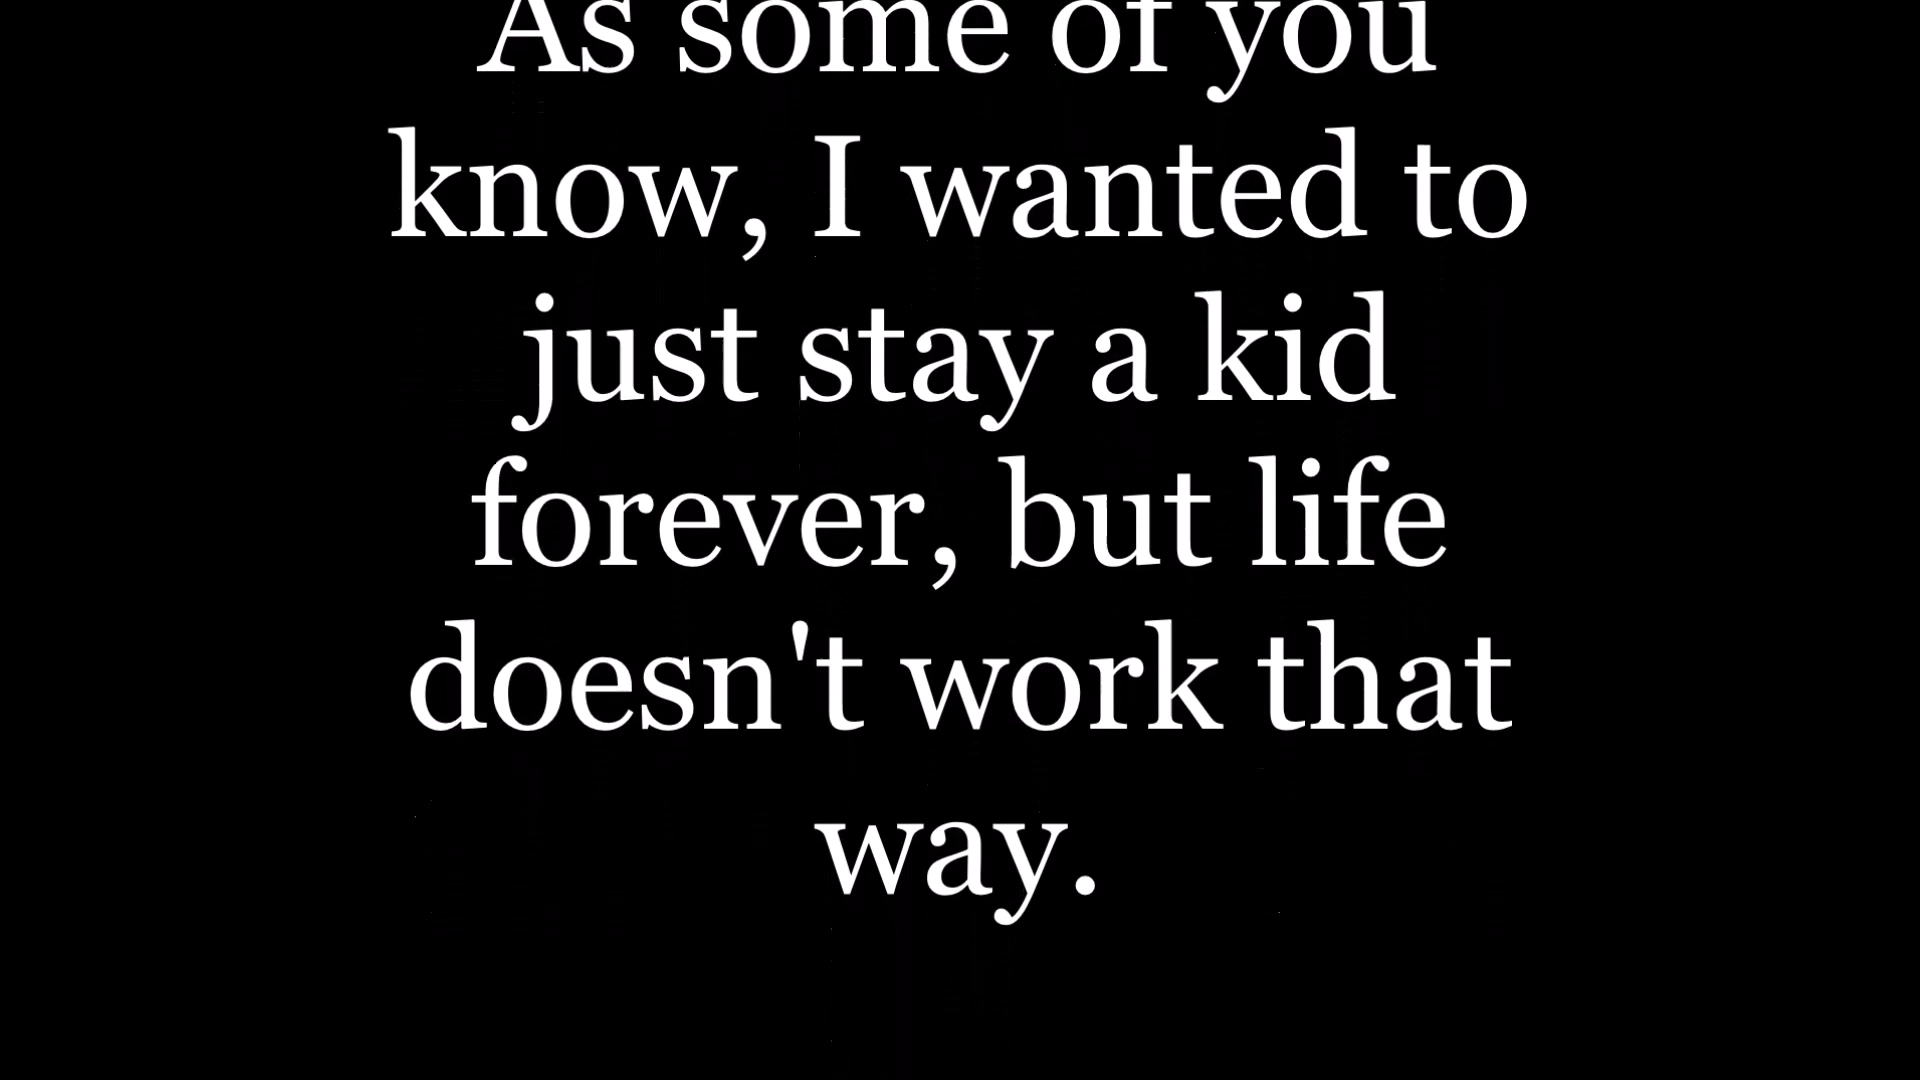 As some of you
know, I wanted to
just stay a kid
forever, but life
doesn't work that
way.